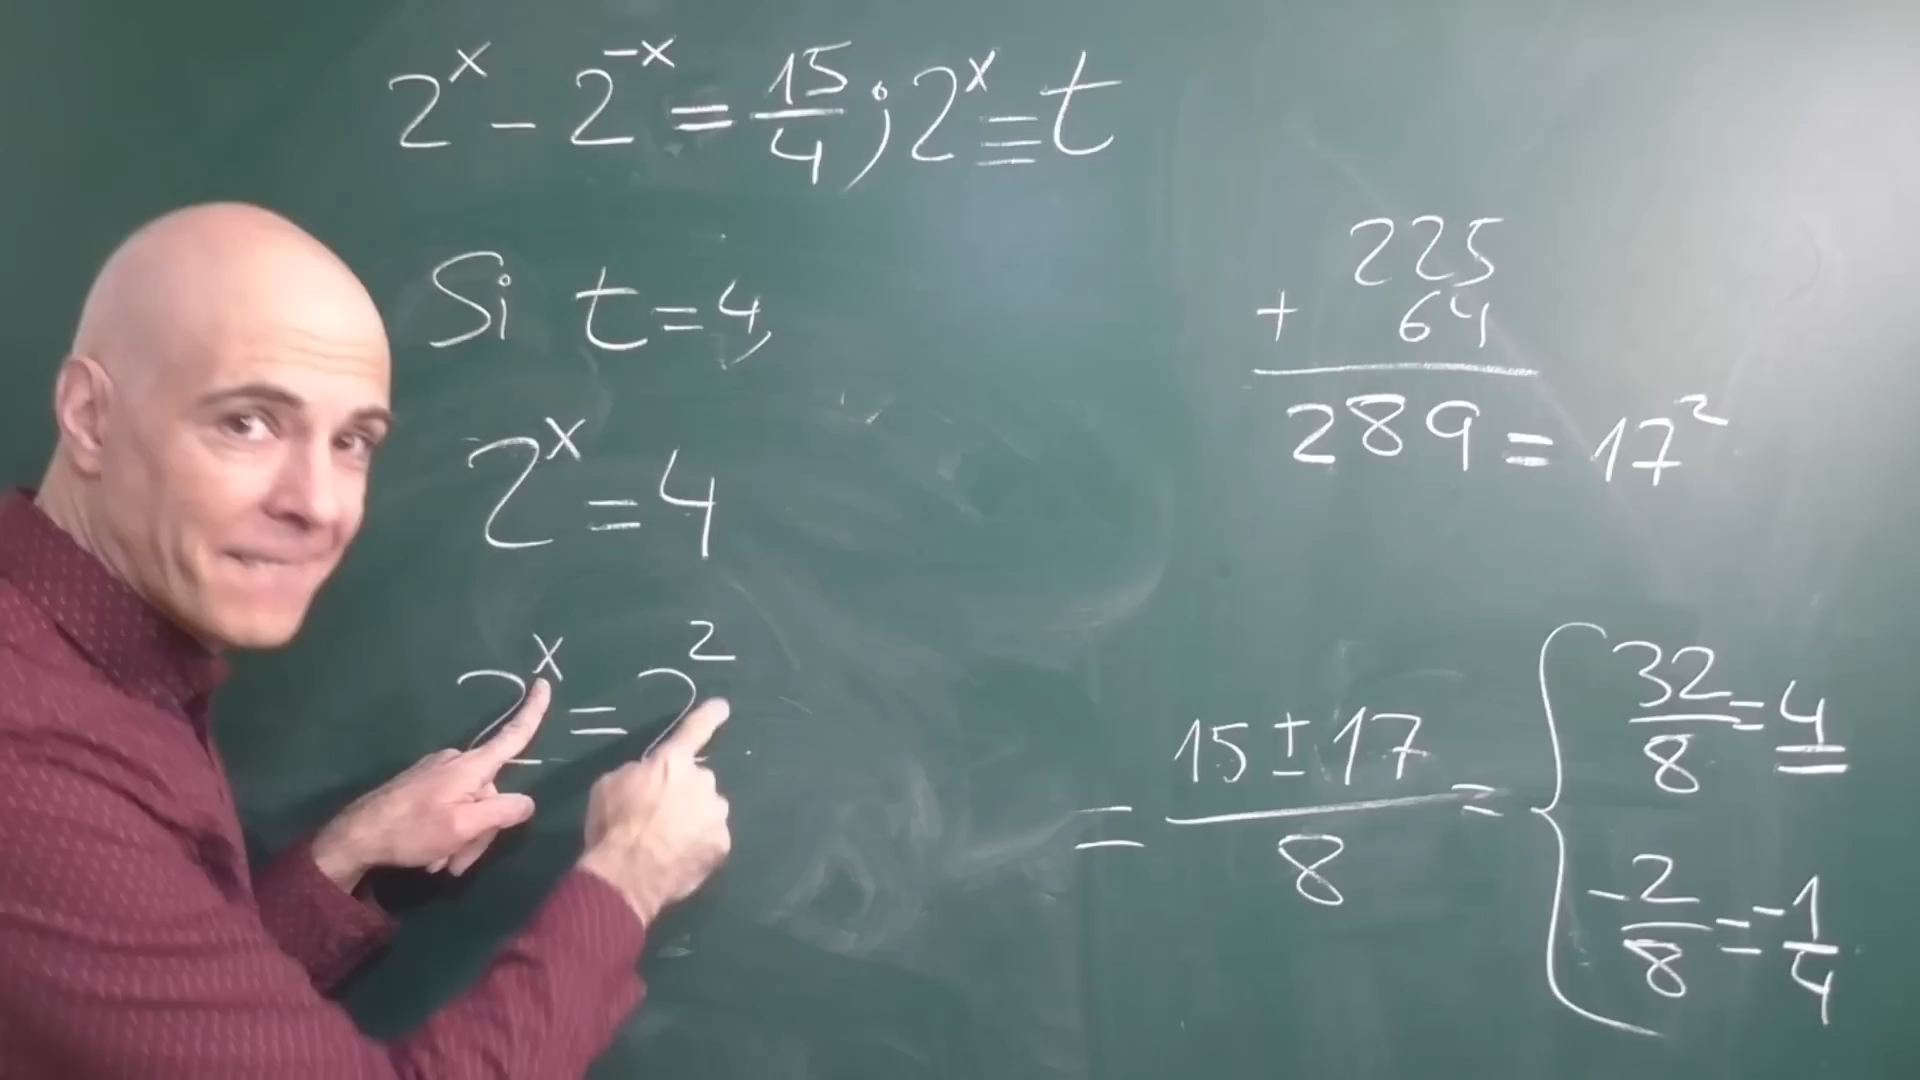 2^x - 2^-x = 15/4 ; 2^x ≡ t
Si t = 4,
2^x = 4
2^x = 2^2
225
+ 64
289 = 17^2
= (15 ± 17)/8 = { 32/8 = 4
-2/8 = -1/4